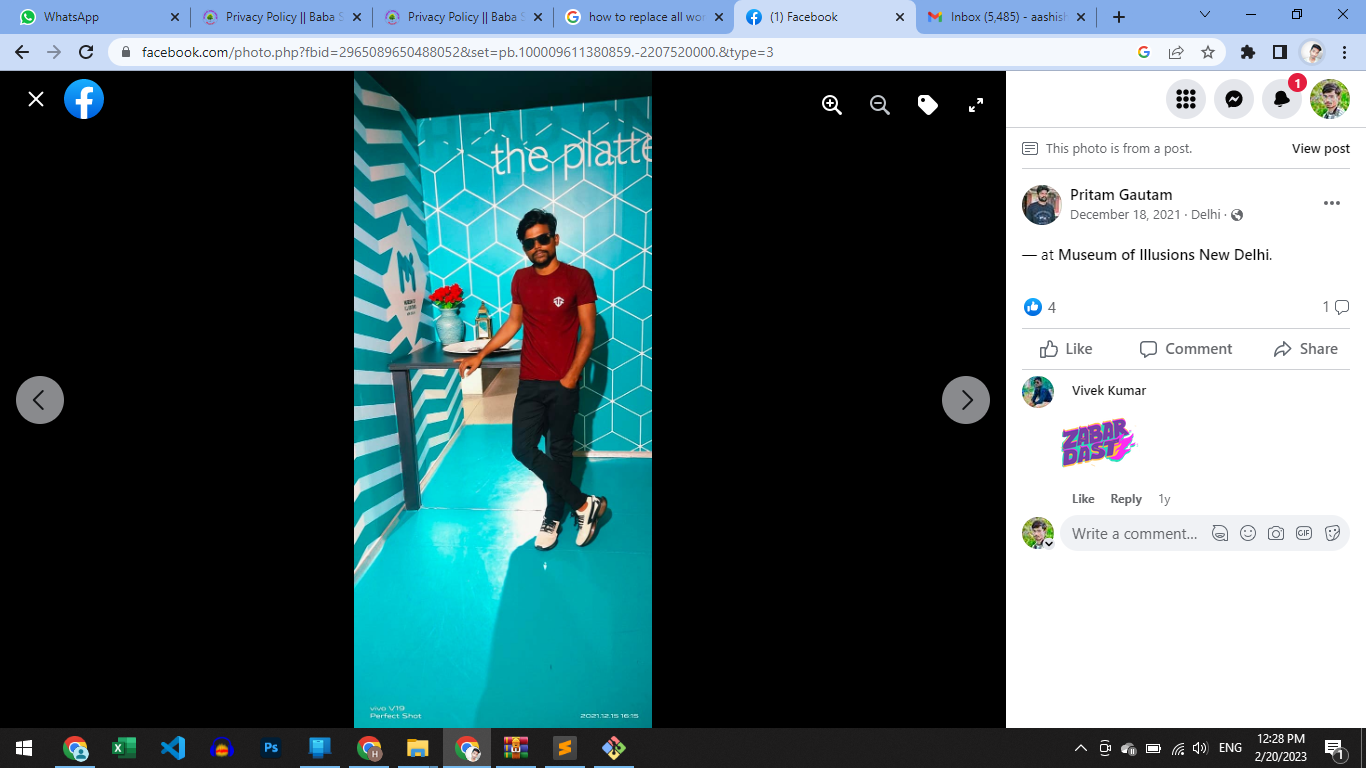 WhatsApp
Privacy Policy || Baba S
Privacy Policy || Baba S
how to replace all wor
(1) Facebook
Inbox (5,485) - aashish
facebook.com/photo.php?fbid=2965089650488052&set=pb.100009611380859.-2207520000.&type=3
1
This photo is from a post.
View post
the platte
Pritam Gautam
December 18, 2021 · Delhi ·
— at Museum of Illusions New Delhi.
4
1
Like
Comment
Share
Vivek Kumar
ZABAR
DAST
Like Reply 1y
Write a comment...
GIF
vivo V19
Perfect Shot
2021.12.15 16:15
H
Ps
ENG
12:28 PM
2/20/2023
1